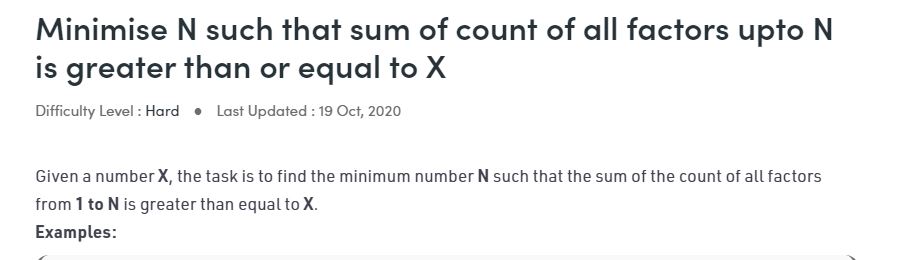 Minimise N such that sum of count of all factors upto N
is greater than or equal to X
Difficulty Level : Hard ● Last Updated : 19 Oct, 2020
Given a number X, the task is to find the minimum number N such that the sum of the count of all factors
from 1 to N is greater than equal to X.
Examples: